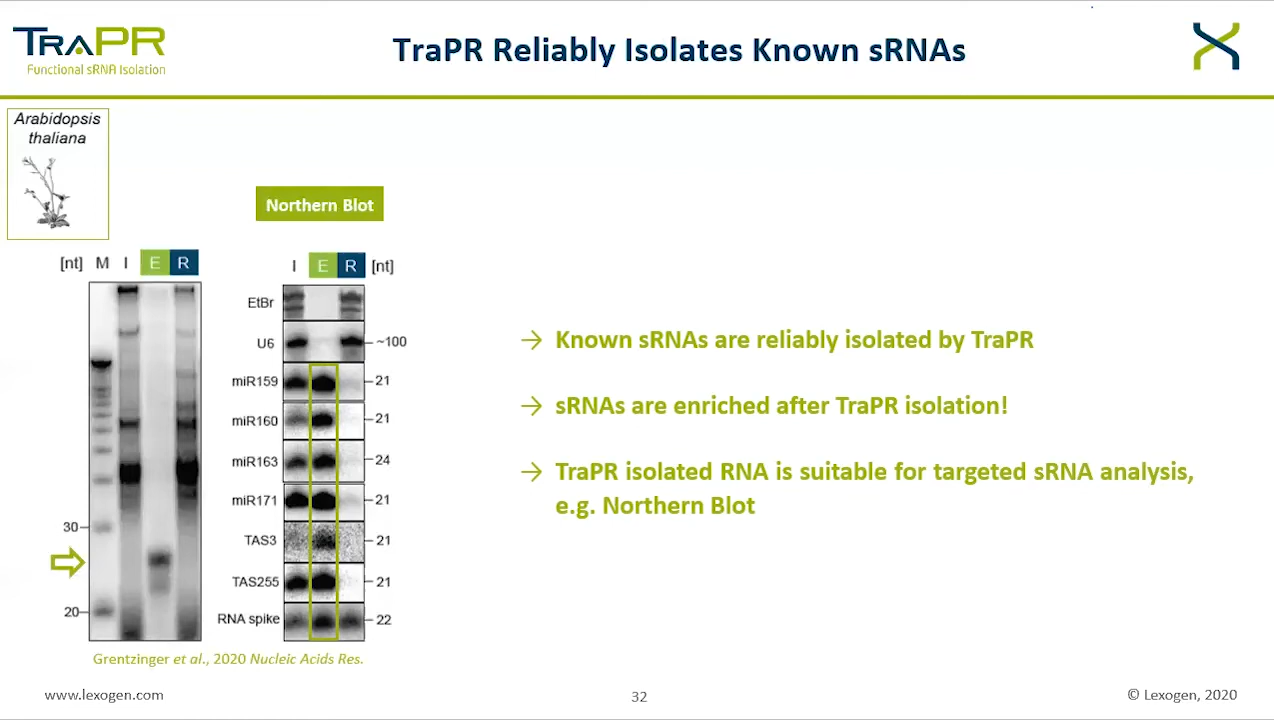 TRAPR
Functional sRNA Isolation
TraPR Reliably Isolates Known sRNAs
Arabidopsis
thaliana
Northern Blot
[nt] M I E R
30
20
I E R [nt]
EtBr
U6 ~100
miR159 21
miR160 21
miR163 24
miR171 21
TAS3 21
TAS255 21
RNA spike 22
→ Known sRNAs are reliably isolated by TraPR
→ sRNAs are enriched after TraPR isolation!
→ TraPR isolated RNA is suitable for targeted sRNA analysis,
e.g. Northern Blot
Grentzinger et al., 2020 Nucleic Acids Res.
www.lexogen.com
32
© Lexogen, 2020